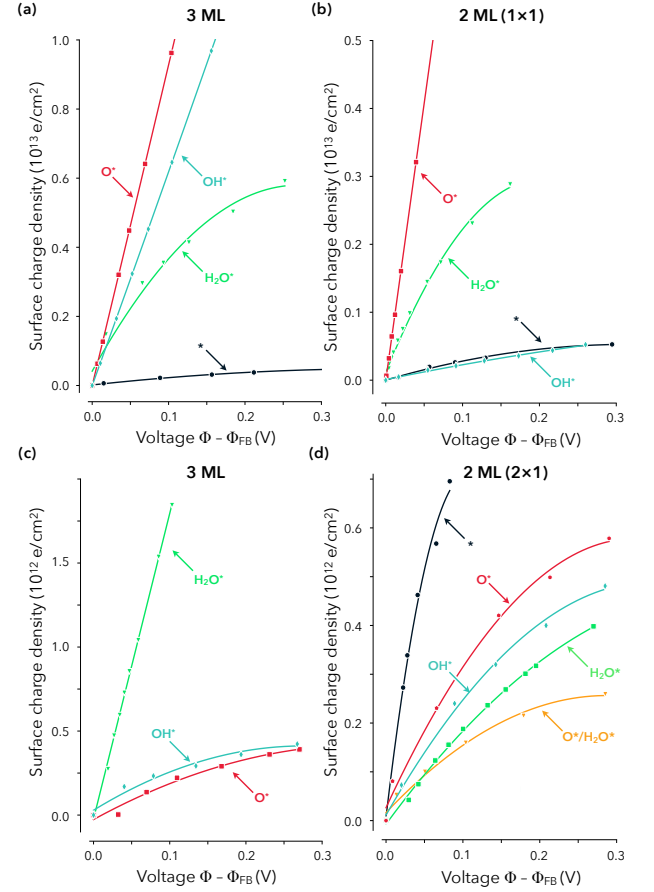 (a)
3 ML
Surface charge density (10¹³ e/cm²)
1.0
0.8
0.6
0.4
0.2
0.0
O*
OH*
H₂O*
*
0.0
0.1
0.2
0.3
Voltage Φ – Φ_FB (V)
(b)
2 ML (1×1)
Surface charge density (10¹³ e/cm²)
0.5
0.4
0.3
0.2
0.1
0.0
O*
H₂O*
*
OH*
0.0
0.1
0.2
0.3
Voltage Φ – Φ_FB (V)
(c)
3 ML
Surface charge density (10¹² e/cm²)
1.5
1.0
0.5
0.0
H₂O*
OH*
O*
0.0
0.1
0.2
0.3
Voltage Φ – Φ_FB (V)
(d)
2 ML (2×1)
Surface charge density (10¹² e/cm²)
0.6
0.4
0.2
0.0
*
O*
OH*
H₂O*
O*/H₂O*
0.0
0.1
0.2
0.3
Voltage Φ – Φ_FB (V)